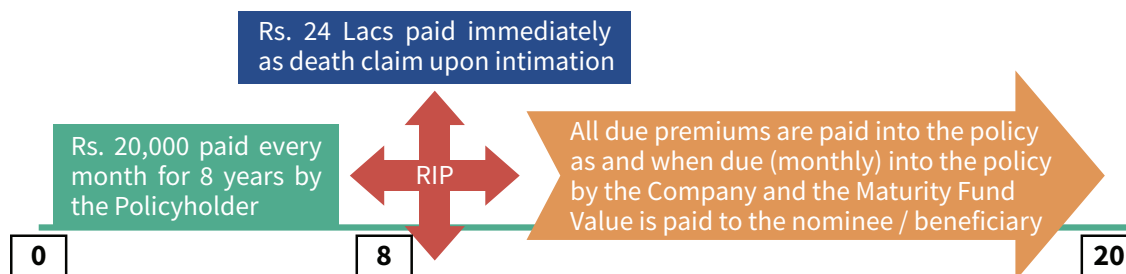 Rs. 24 Lacs paid immediately
as death claim upon intimation
Rs. 20,000 paid every
month for 8 years by
the Policyholder
RIP
All due premiums are paid into the policy
as and when due (monthly) into the policy
by the Company and the Maturity Fund
Value is paid to the nominee / beneficiary
0
8
20